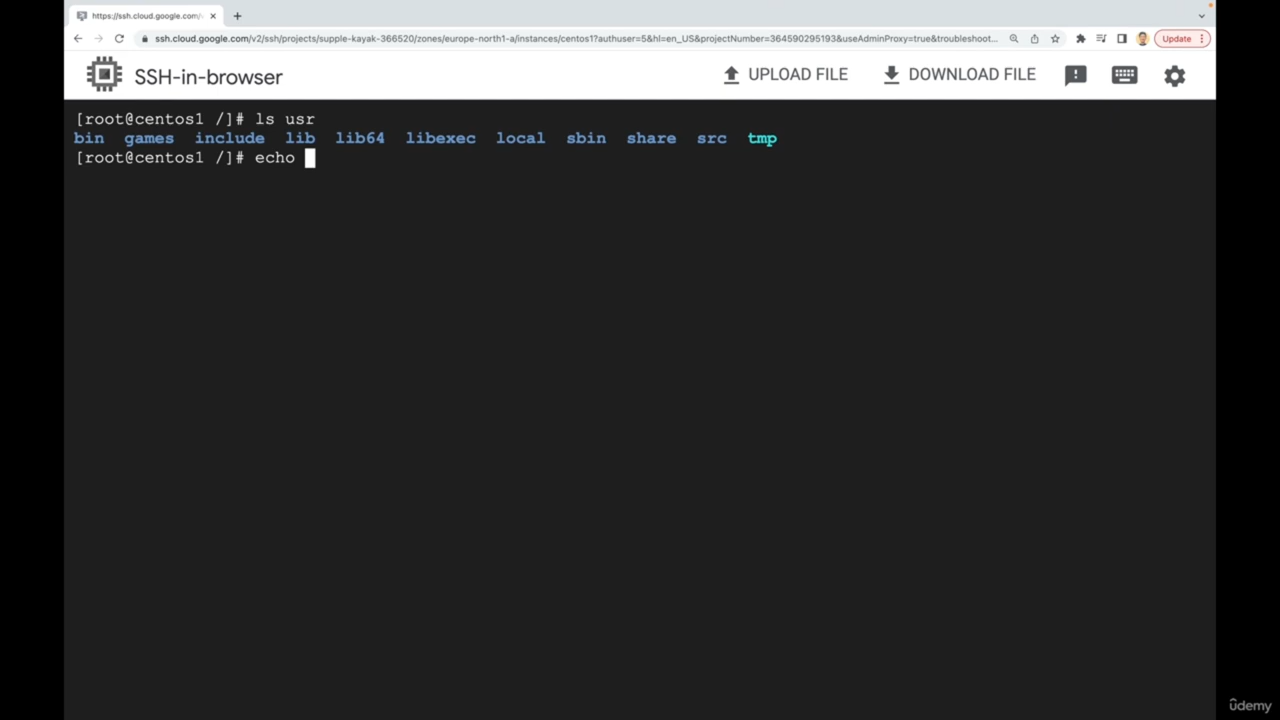 https://ssh.cloud.google.com/v
ssh.cloud.google.com/v2/ssh/projects/supple-kayak-366520/zones/europe-north1-a/instances/centos1?authuser=5&hl=en_US&projectNumber=364590295193&useAdminProxy=true&troubleshoot... Update
SSH-in-browser UPLOAD FILE DOWNLOAD FILE
[root@centos1 /]# ls usr
bin games include lib lib64 libexec local sbin share src tmp
[root@centos1 /]# echo
ûdemy